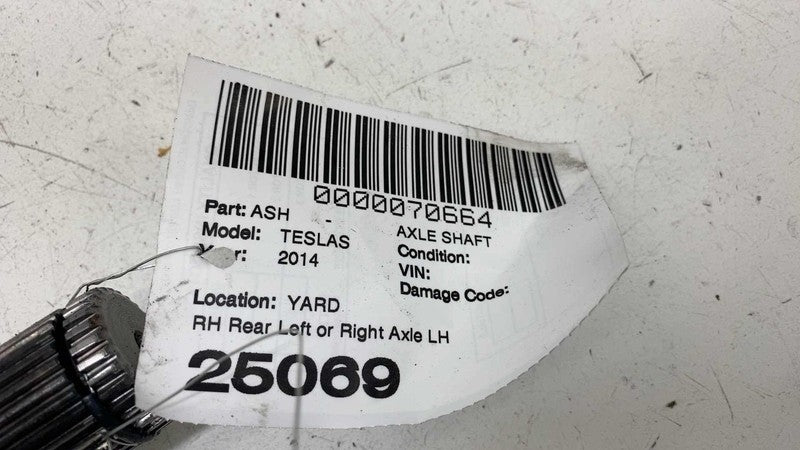 0000070664
Part: ASH - AXLE SHAFT
Model: TESLAS Condition:
Year: 2014 VIN:
Damage Code:
Location: YARD
RH Rear Left or Right Axle LH
25069